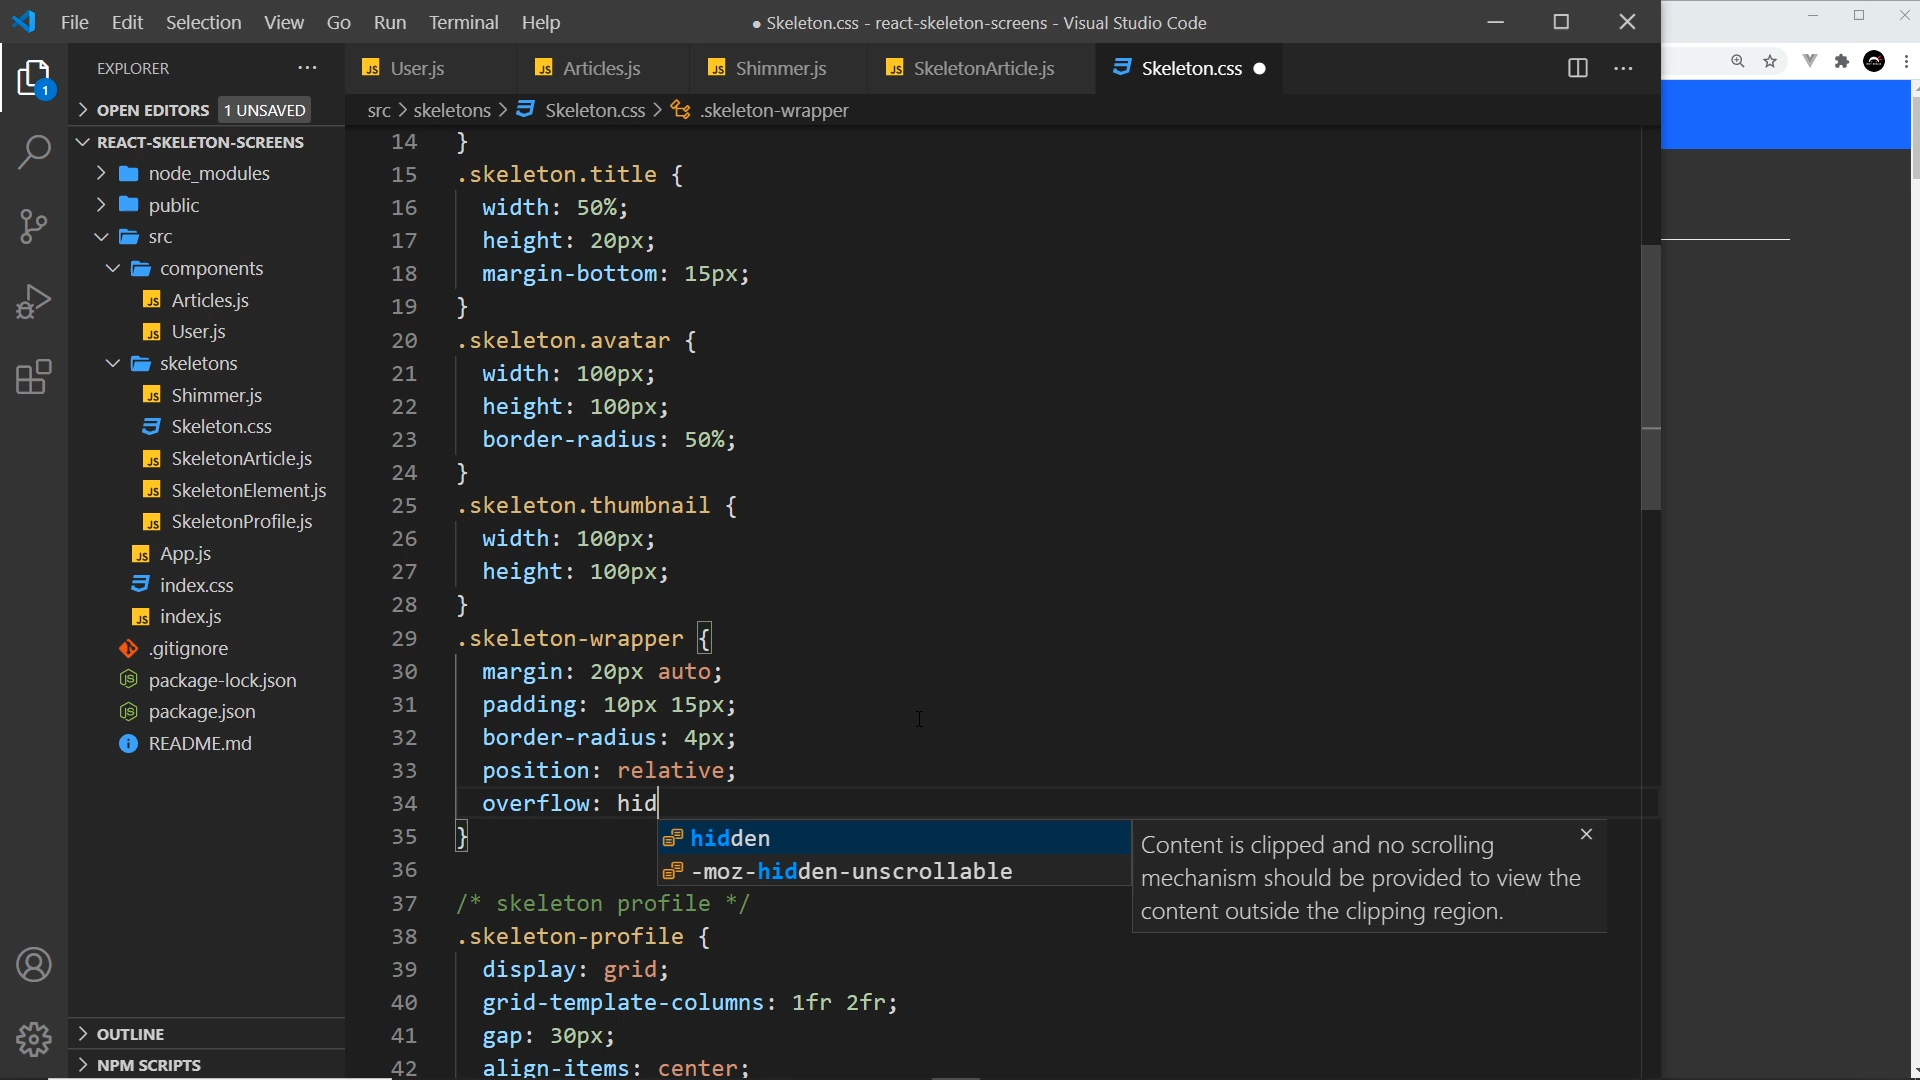 File Edit Selection View Go Run Terminal Help
● Skeleton.css - react-skeleton-screens - Visual Studio Code
EXPLORER
User.js
Articles.js
Shimmer.js
SkeletonArticle.js
Skeleton.css
OPEN EDITORS 1 UNSAVED
src > skeletons > Skeleton.css > .skeleton-wrapper
1
REACT-SKELETON-SCREENS
node_modules
public
src
components
JS Articles.js
JS User.js
skeletons
JS Shimmer.js
Skeleton.css
JS SkeletonArticle.js
JS SkeletonElement.js
JS SkeletonProfile.js
JS App.js
index.css
JS index.js
.gitignore
package-lock.json
package.json
README.md
OUTLINE
NPM SCRIPTS
14 }
15 .skeleton.title {
16 width: 50%;
17 height: 20px;
18 margin-bottom: 15px;
19 }
20 .skeleton.avatar {
21 width: 100px;
22 height: 100px;
23 border-radius: 50%;
24 }
25 .skeleton.thumbnail {
26 width: 100px;
27 height: 100px;
28 }
29 .skeleton-wrapper {
30 margin: 20px auto;
31 padding: 10px 15px;
32 border-radius: 4px;
33 position: relative;
34 overflow: hid
35 }
36
37 /* skeleton profile */
38 .skeleton-profile {
39 display: grid;
40 grid-template-columns: 1fr 2fr;
41 gap: 30px;
42 align-items: center;
hidden
-moz-hidden-unscrollable
Content is clipped and no scrolling
mechanism should be provided to view the
content outside the clipping region.